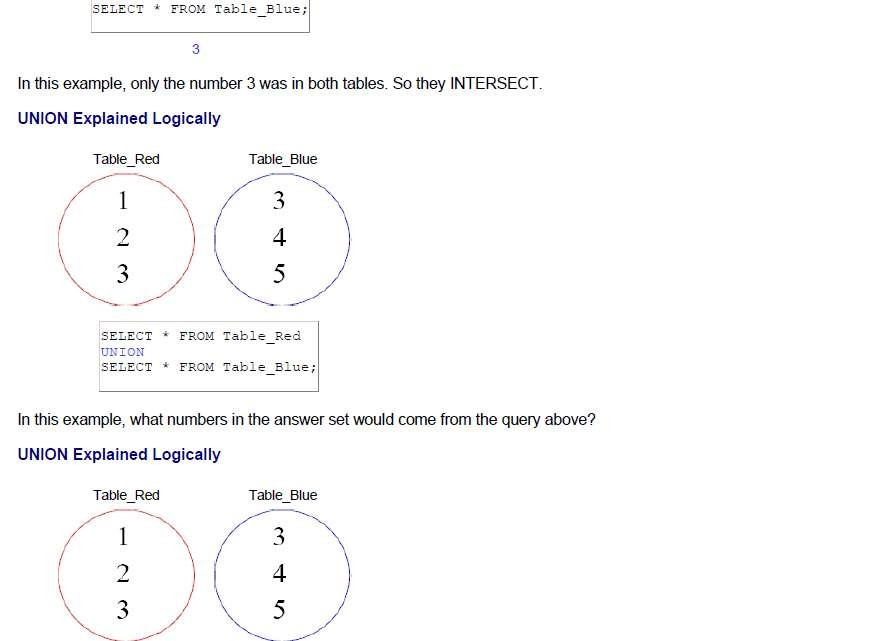 SELECT * FROM Table_Blue;
3
In this example, only the number 3 was in both tables. So they INTERSECT.
UNION Explained Logically
Table_Red Table_Blue
1 3
2 4
3 5
SELECT * FROM Table_Red
UNION
SELECT * FROM Table_Blue;
In this example, what numbers in the answer set would come from the query above?
UNION Explained Logically
Table_Red Table_Blue
1 3
2 4
3 5